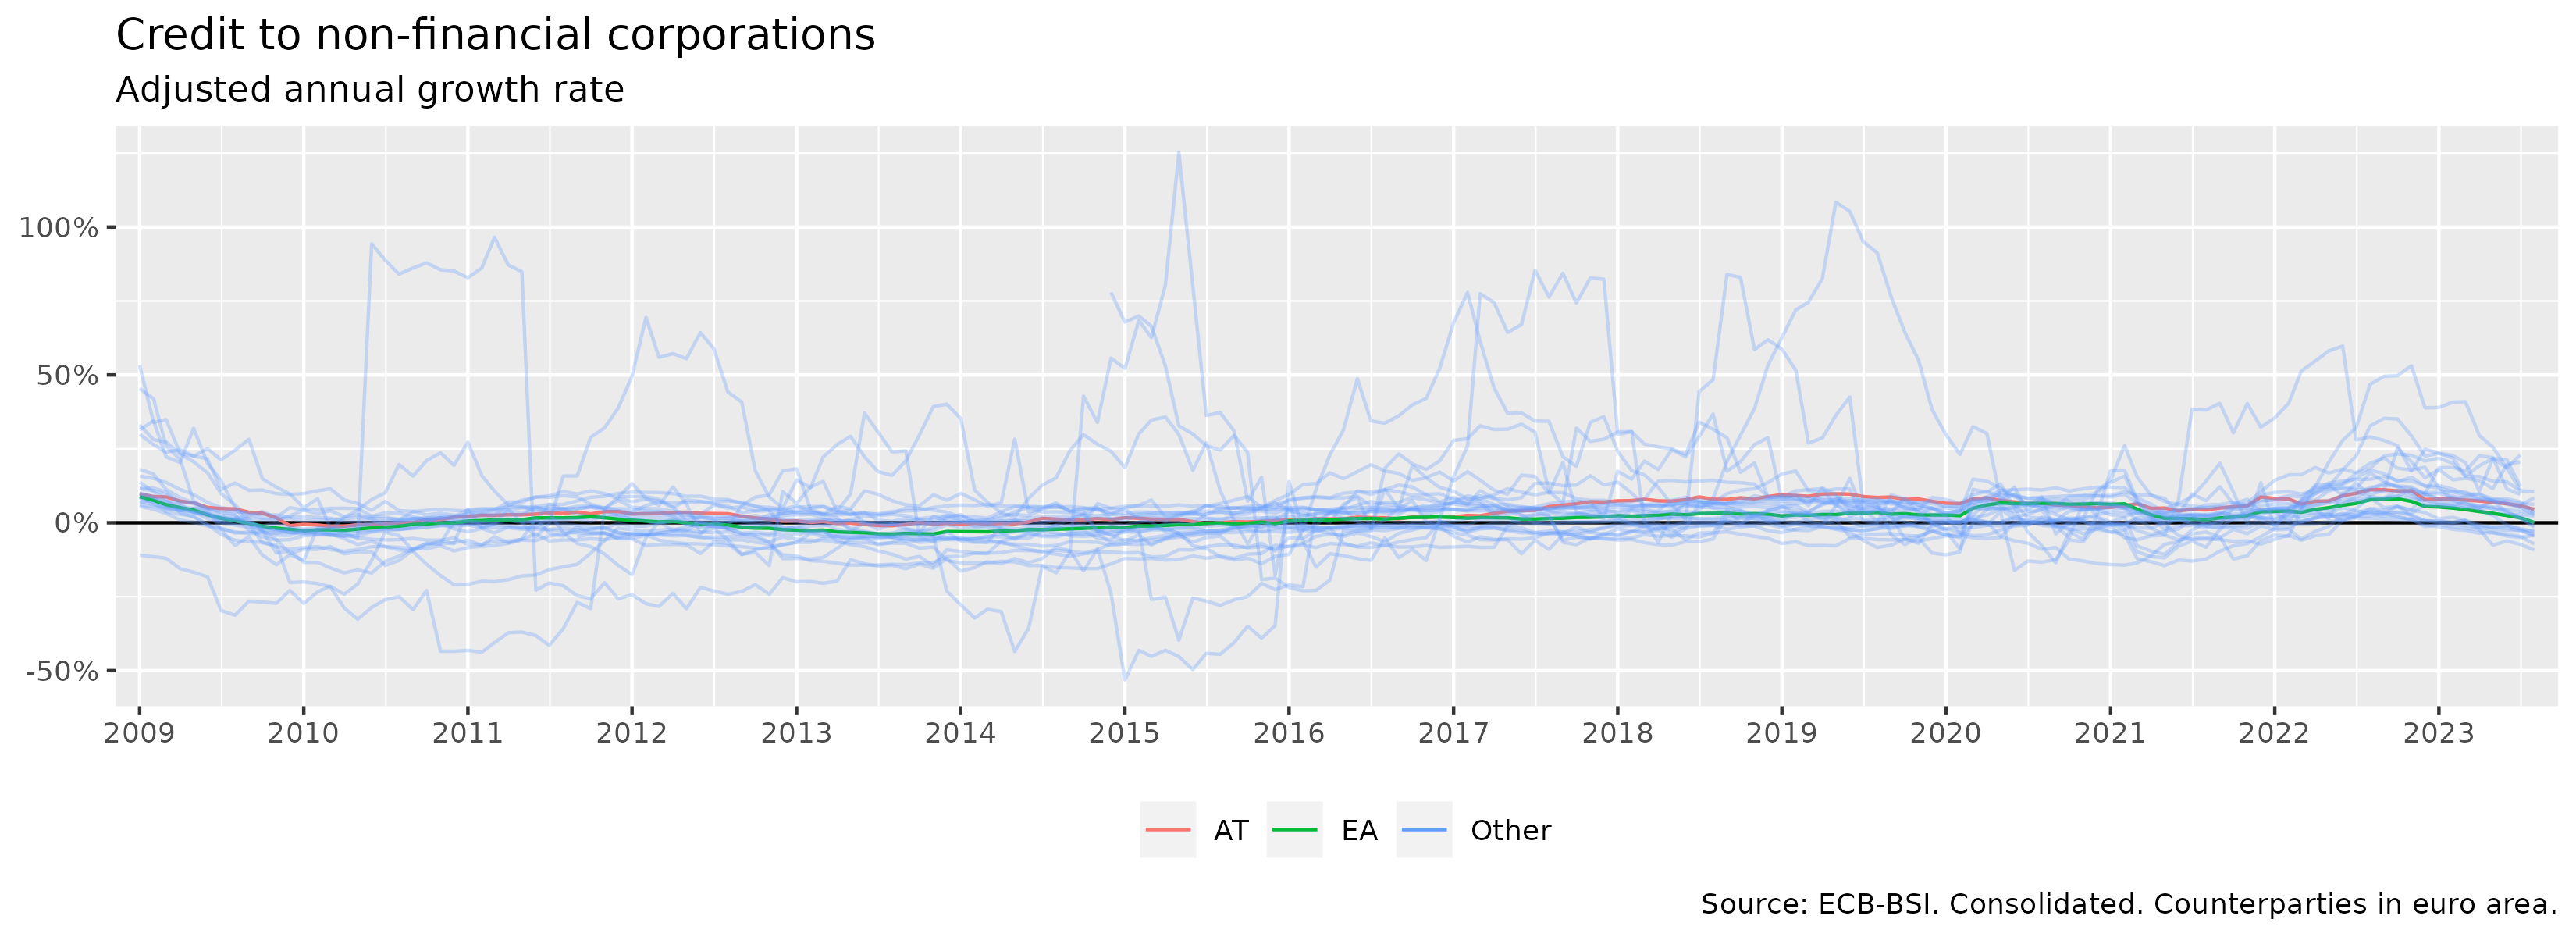 Credit to non-financial corporations
Adjusted annual growth rate
100%
50%
0%
-50%
2009 2010 2011 2012 2013 2014 2015 2016 2017 2018 2019 2020 2021 2022 2023
AT EA Other
Source: ECB-BSI. Consolidated. Counterparties in euro area.